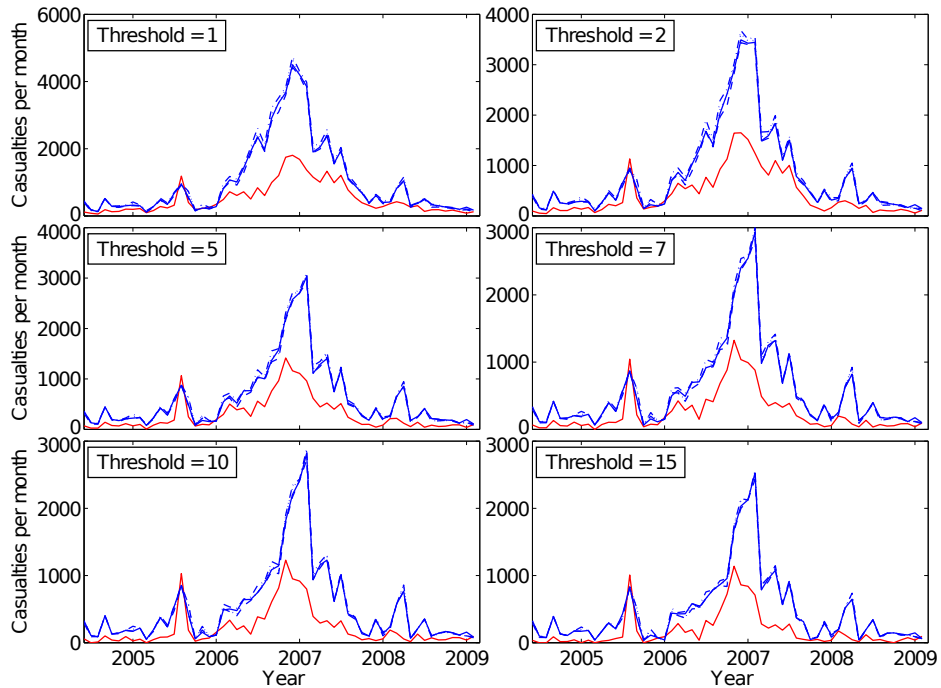 6000
4000
2000
0
Casualties per month
Threshold = 1
4000
3000
2000
1000
0
Threshold = 2
4000
3000
2000
1000
0
Casualties per month
Threshold = 5
3000
2000
1000
0
Threshold = 7
3000
2000
1000
0
Casualties per month
Threshold = 10
2005 2006 2007 2008 2009
Year
3000
2000
1000
0
Threshold = 15
2005 2006 2007 2008 2009
Year